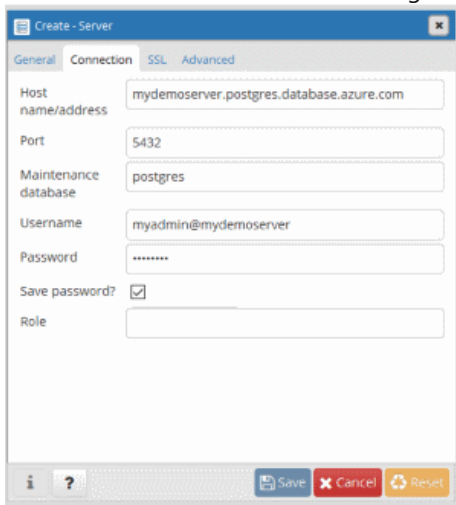 Create - Server
General Connection SSL Advanced
Host name/address
mydemoserver.postgres.database.azure.com
Port
5432
Maintenance database
postgres
Username
myadmin@mydemoserver
Password
••••••••
Save password?
Role
i ? Save Cancel Reset